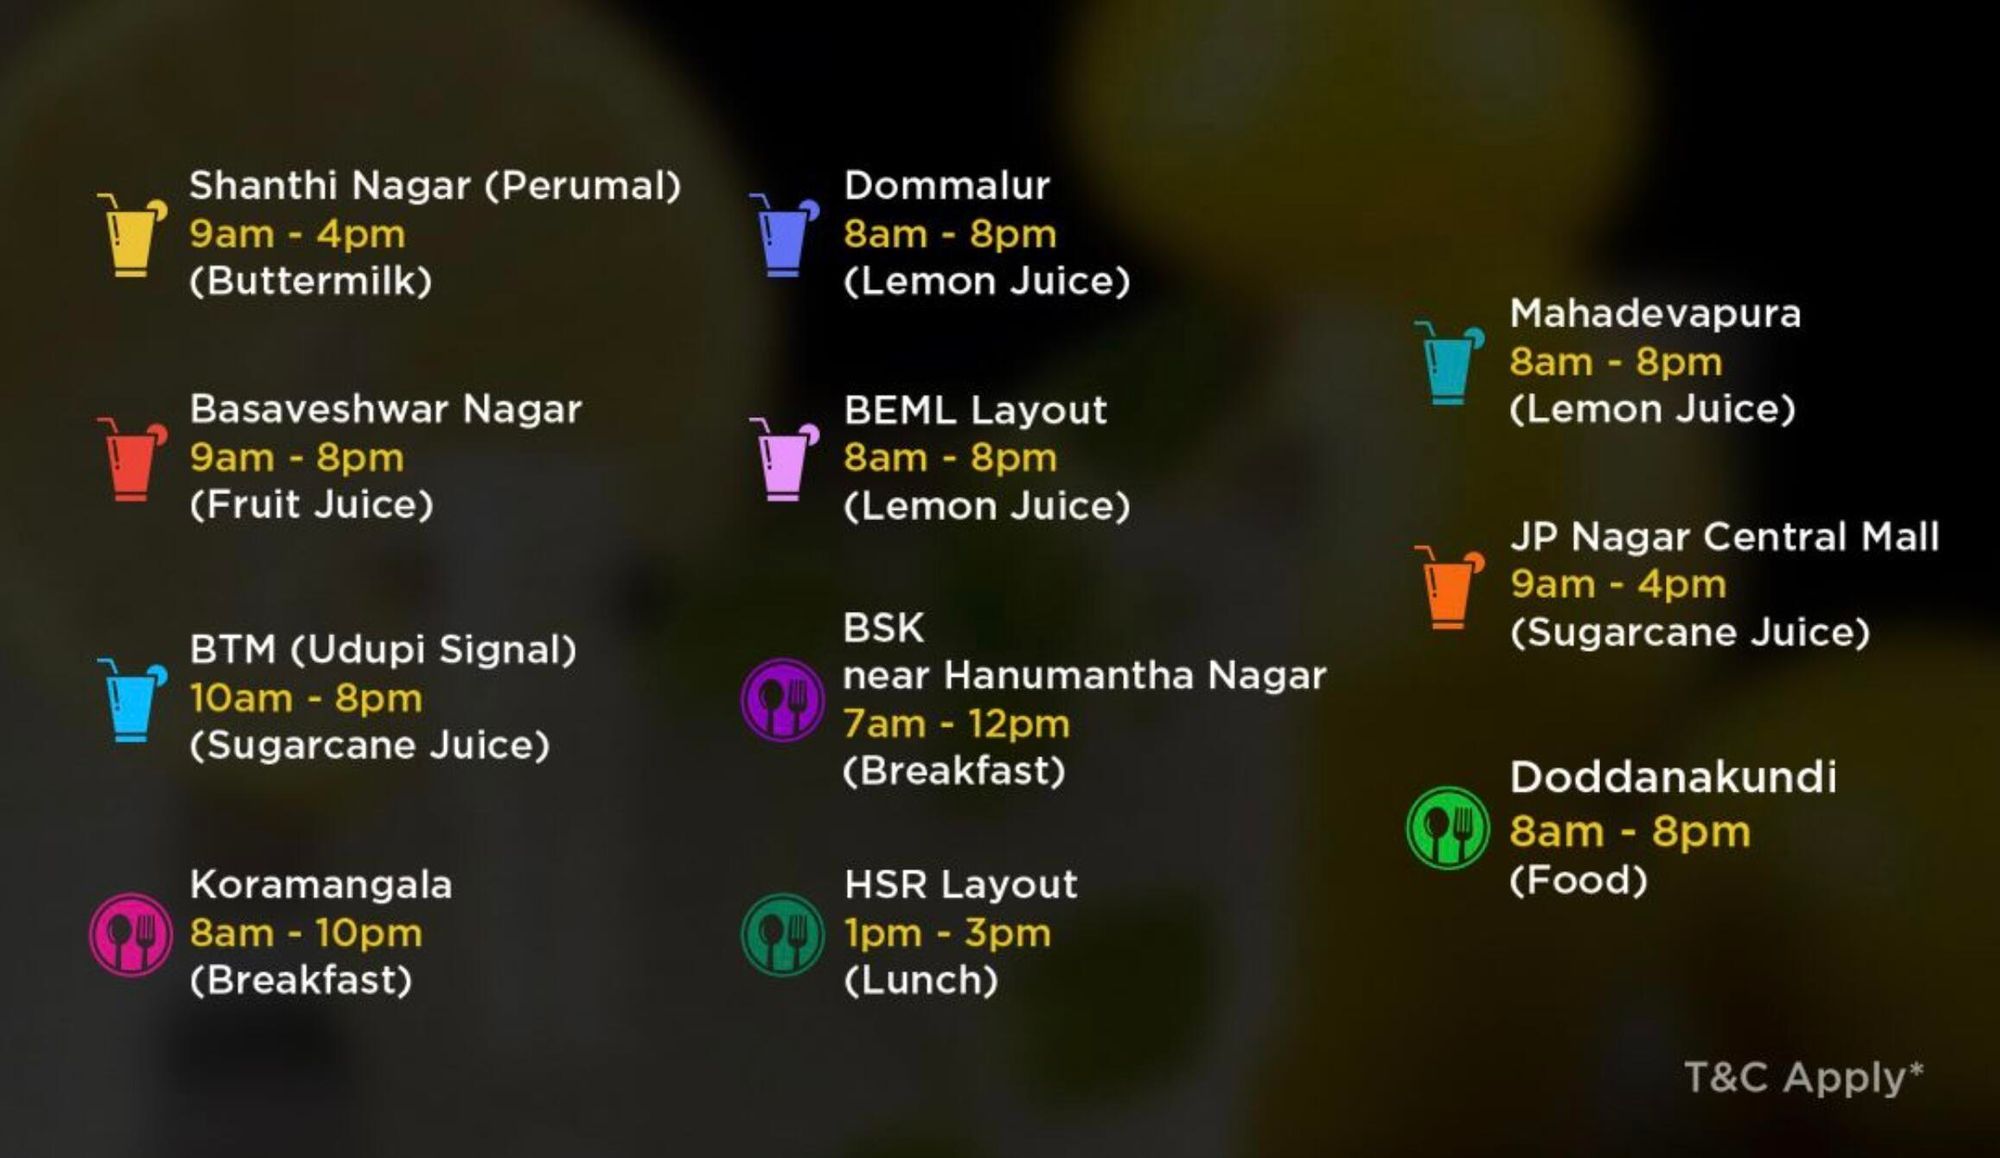 Shanthi Nagar (Perumal)
9am - 4pm
(Buttermilk)
Basaveshwar Nagar
9am - 8pm
(Fruit Juice)
BTM (Udupi Signal)
10am - 8pm
(Sugarcane Juice)
Koramangala
8am - 10pm
(Breakfast)
Dommalur
8am - 8pm
(Lemon Juice)
BEML Layout
8am - 8pm
(Lemon Juice)
BSK
near Hanumantha Nagar
7am - 12pm
(Breakfast)
HSR Layout
1pm - 3pm
(Lunch)
Mahadevapura
8am - 8pm
(Lemon Juice)
JP Nagar Central Mall
9am - 4pm
(Sugarcane Juice)
Doddanakundi
8am - 8pm
(Food)
T&C Apply*